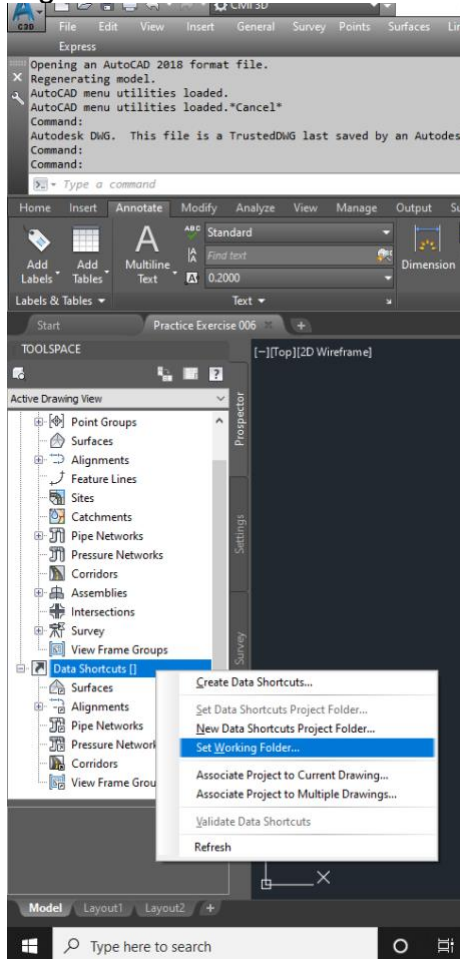 C3D
Civil 3D
File Edit View Insert General Survey Points Surfaces
Express
Opening an AutoCAD 2018 format file.
Regenerating model.
AutoCAD menu utilities loaded.
AutoCAD menu utilities loaded.*Cancel*
Command:
Autodesk DWG. This file is a TrustedDWG last saved by an Autodes
Command:
Command:
Type a command
Home Insert Annotate Modify Analyze View Manage Output Su
Add Labels
Add Tables
Multiline Text
ABC Standard
Find text
0.2000
Dimension
Labels & Tables
Text
Start Practice Exercise 006
TOOLSPACE
[−][Top][2D Wireframe]
Active Drawing View
Prospector
Settings
Survey
Point Groups
Surfaces
Alignments
Feature Lines
Sites
Catchments
Pipe Networks
Pressure Networks
Corridors
Assemblies
Intersections
Survey
View Frame Groups
Data Shortcuts []
Surfaces
Alignments
Pipe Networks
Pressure Network
Corridors
View Frame Grou
Create Data Shortcuts...
Set Data Shortcuts Project Folder...
New Data Shortcuts Project Folder...
Set Working Folder...
Associate Project to Current Drawing...
Associate Project to Multiple Drawings...
Validate Data Shortcuts
Refresh
X
Model Layout1 Layout2 +
Type here to search